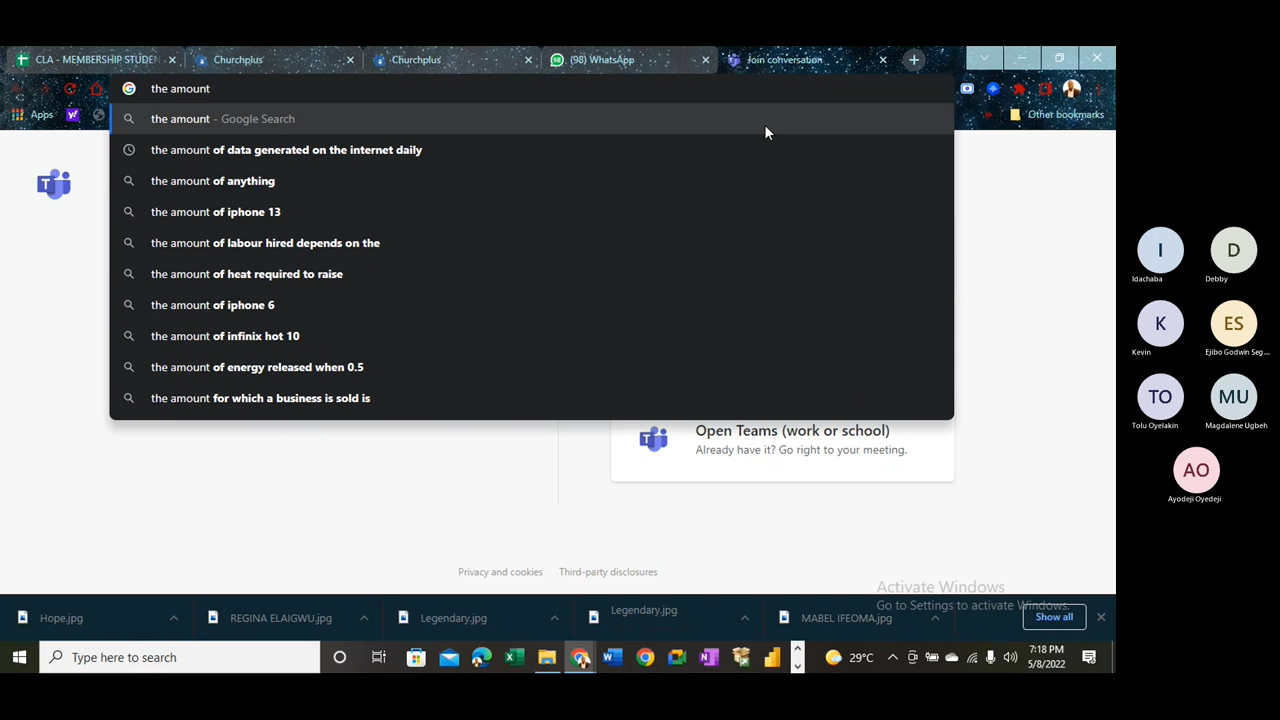 CLA - MEMBERSHIP STUDEN
Churchplus
Churchplus
(98) WhatsApp
Join conversation
the amount
Apps
Other bookmarks
the amount - Google Search
the amount of data generated on the internet daily
the amount of anything
the amount of iphone 13
the amount of labour hired depends on the
the amount of heat required to raise
the amount of iphone 6
the amount of infinix hot 10
the amount of energy released when 0.5
the amount for which a business is sold is
Open Teams (work or school)
Already have it? Go right to your meeting.
Privacy and cookies
Third-party disclosures
Activate Windows
Go to Settings to activate Windows.
Hope.jpg
REGINA ELAIGWU.jpg
Legendary.jpg
Legendary.jpg
MABEL IFEOMA.jpg
Show all
Type here to search
29°C
7:18 PM
5/8/2022
I
Idachaba
D
Debby
K
Kevin
ES
Ejibo Godwin Seg...
TO
Tolu Oyelakin
MU
Magdalene Ugbeh
AO
Ayodeji Oyedeji